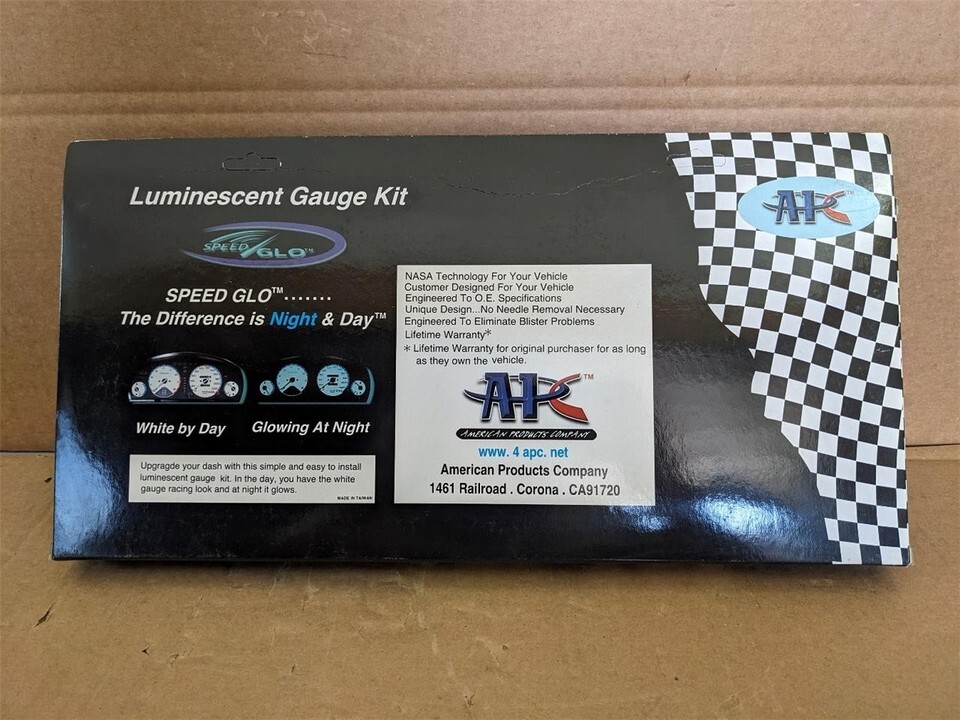 Luminescent Gauge Kit
APC
SPEED GLO™
SPEED GLO™.......
The Difference is Night & Day™
White by Day
Glowing At Night
Upgragde your dash with this simple and easy to install
luminescent gauge kit. In the day, you have the white
gauge racing look and at night it glows.
MADE IN TAIWAN
NASA Technology For Your Vehicle
Customer Designed For Your Vehicle
Engineered To O.E. Specifications
Unique Design...No Needle Removal Necessary
Engineered To Eliminate Blister Problems
Lifetime Warranty*
* Lifetime Warranty for original purchaser for as long
as they own the vehicle.
APC™
AMERICAN PRODUCTS COMPANY
www. 4 apc. net
American Products Company
1461 Railroad . Corona . CA91720